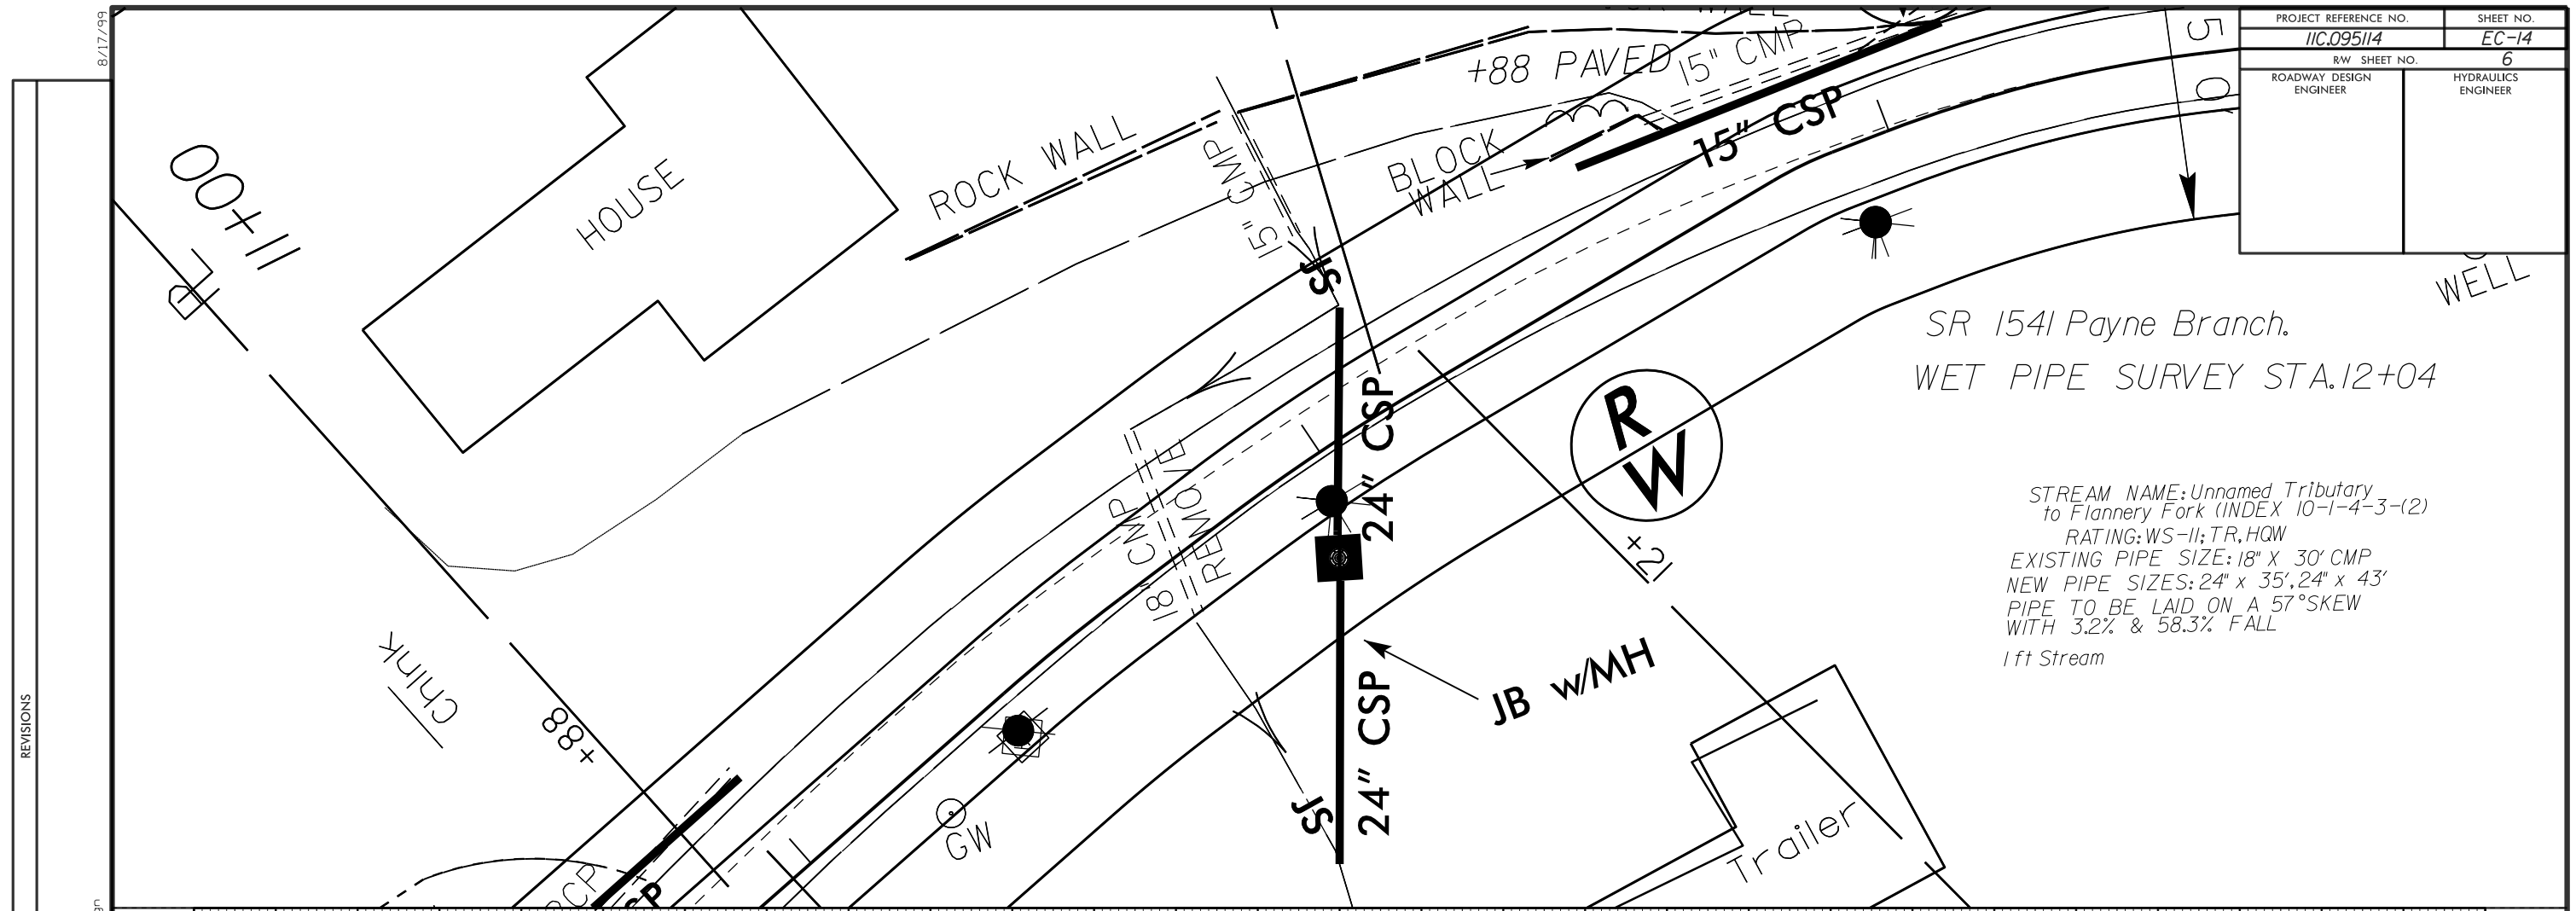 8/17/99
PROJECT REFERENCE NO.
SHEET NO.
11C.095114
EC-14
RW SHEET NO.
6
ROADWAY DESIGN
ENGINEER
HYDRAULICS
ENGINEER
REVISIONS
11+00
HOUSE
ROCK WALL
15" CMP
+88 PAVED
15" CMP
15" CSP
BLOCK
WALL
50
WELL
JS
24" CSP
18" CMP
REMOVE
R
W
+21
SR 1541 Payne Branch.
WET PIPE SURVEY STA.12+04
STREAM NAME: Unnamed Tributary
to Flannery Fork (INDEX 10-1-4-3-(2)
RATING: WS-II; TR, HQW
EXISTING PIPE SIZE: 18" X 30' CMP
NEW PIPE SIZES: 24" x 35', 24" x 43'
PIPE TO BE LAID ON A 57° SKEW
WITH 3.2% & 58.3% FALL
1 ft Stream
Chink
+88
JB w/MH
24" CSP
JS
GW
Trailer